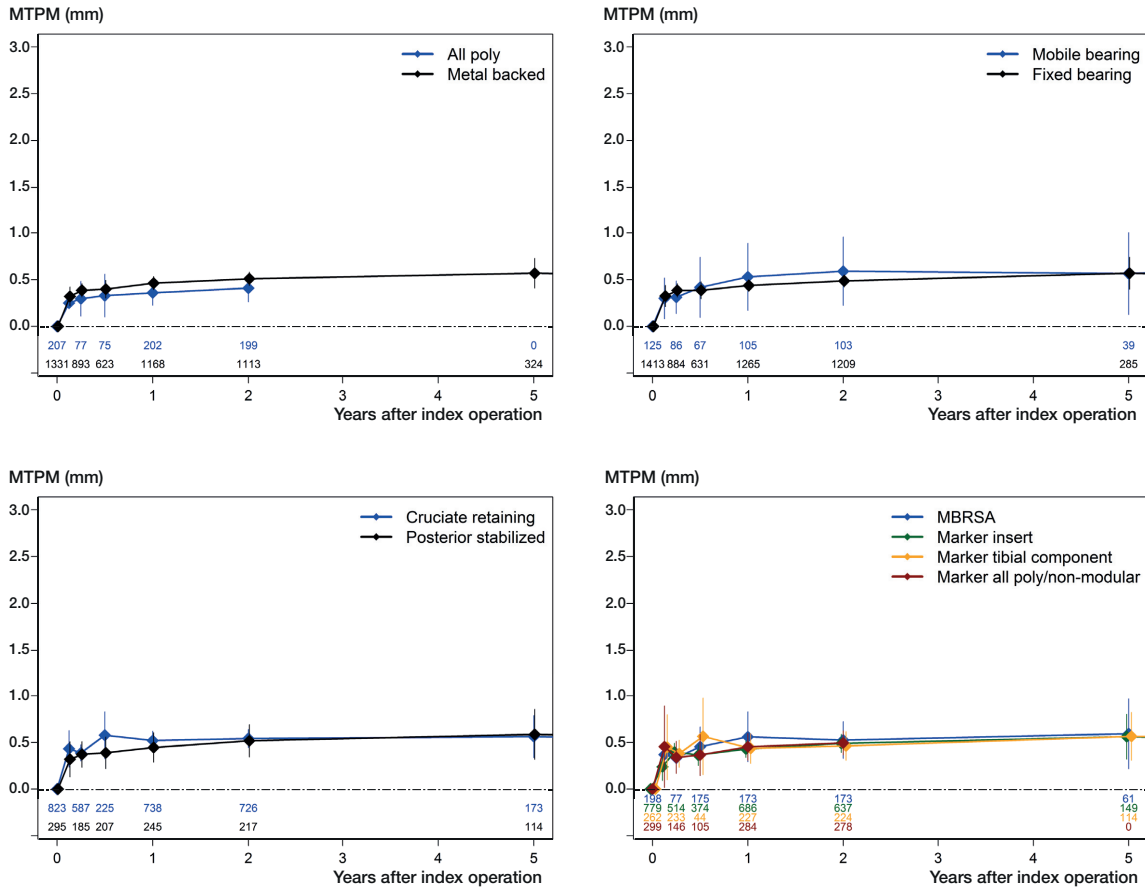 MTPM (mm)
3.0
2.5
2.0
1.5
1.0
0.5
0.0
All poly
Metal backed
207 77 75 202 199 0
1331 893 623 1168 1113 324
0 1 2 3 4 5
Years after index operation
MTPM (mm)
3.0
2.5
2.0
1.5
1.0
0.5
0.0
Mobile bearing
Fixed bearing
125 86 67 105 103 39
1413 884 631 1265 1209 285
0 1 2 3 4 5
Years after index operation
MTPM (mm)
3.0
2.5
2.0
1.5
1.0
0.5
0.0
Cruciate retaining
Posterior stabilized
823 587 225 738 726 173
295 185 207 245 217 114
0 1 2 3 4 5
Years after index operation
MTPM (mm)
3.0
2.5
2.0
1.5
1.0
0.5
0.0
MBRSA
Marker insert
Marker tibial component
Marker all poly/non-modular
198 77 175 173 173 61
779 514 374 686 637 149
262 233 44 227 224 114
299 146 105 284 278 0
0 1 2 3 4 5
Years after index operation